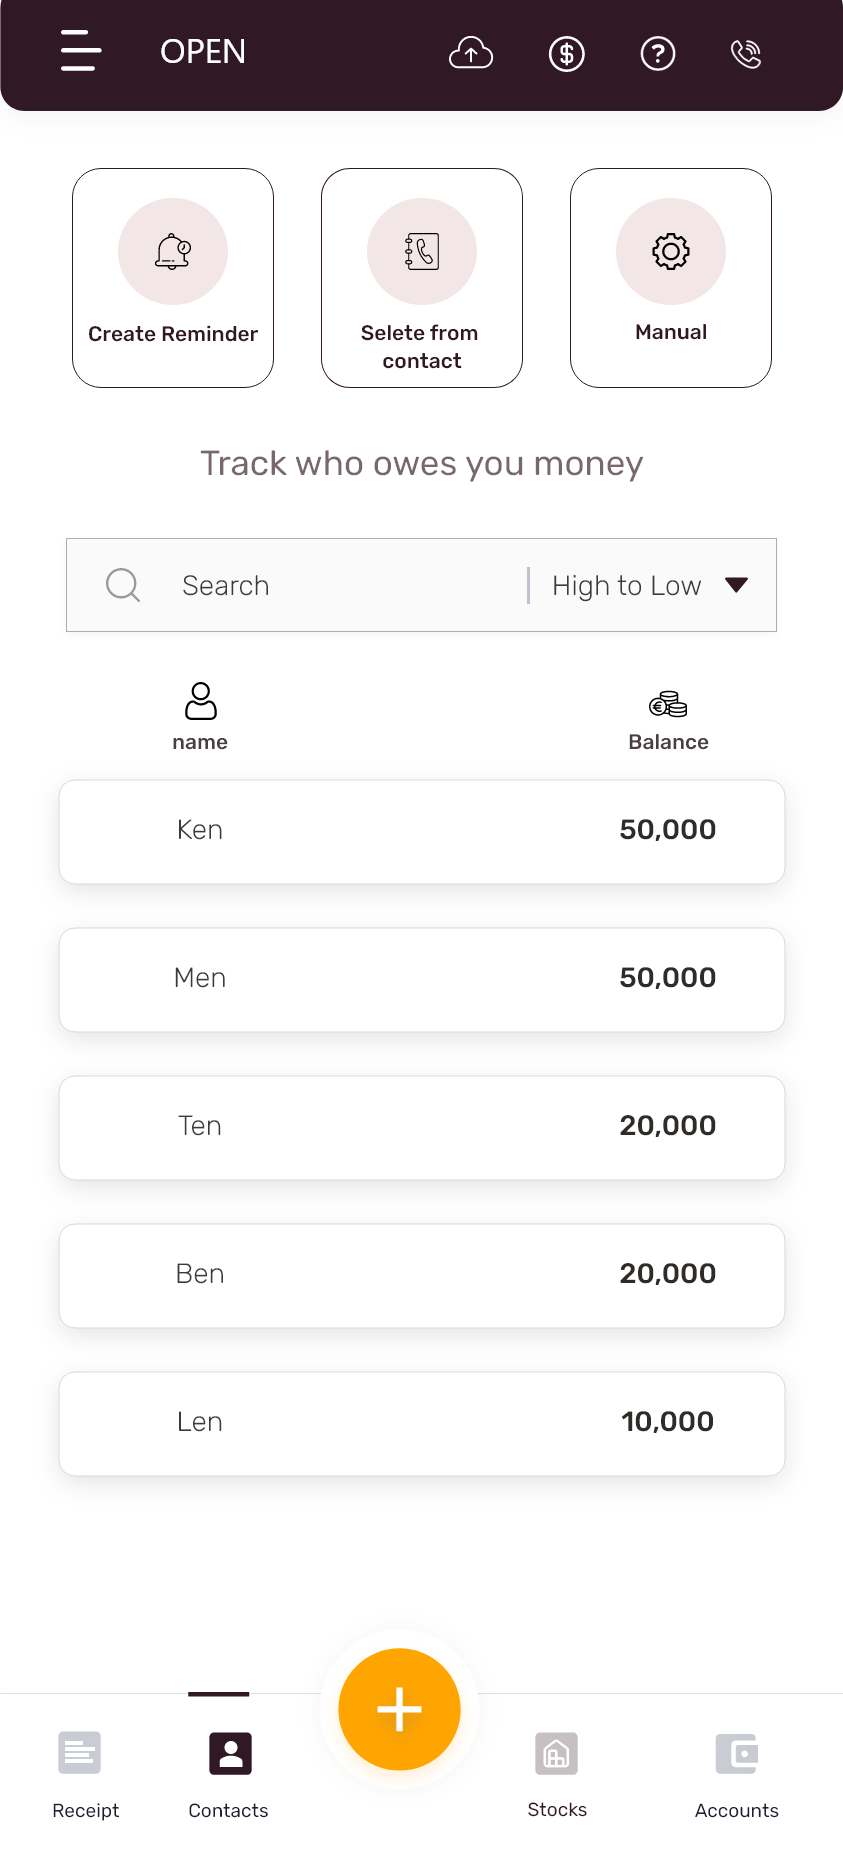 OPEN
Create Reminder
Selete from
contact
Manual
Track who owes you money
Search
High to Low
name
Balance
Ken
50,000
Men
50,000
Ten
20,000
Ben
20,000
Len
10,000
Receipt
Contacts
Stocks
Accounts